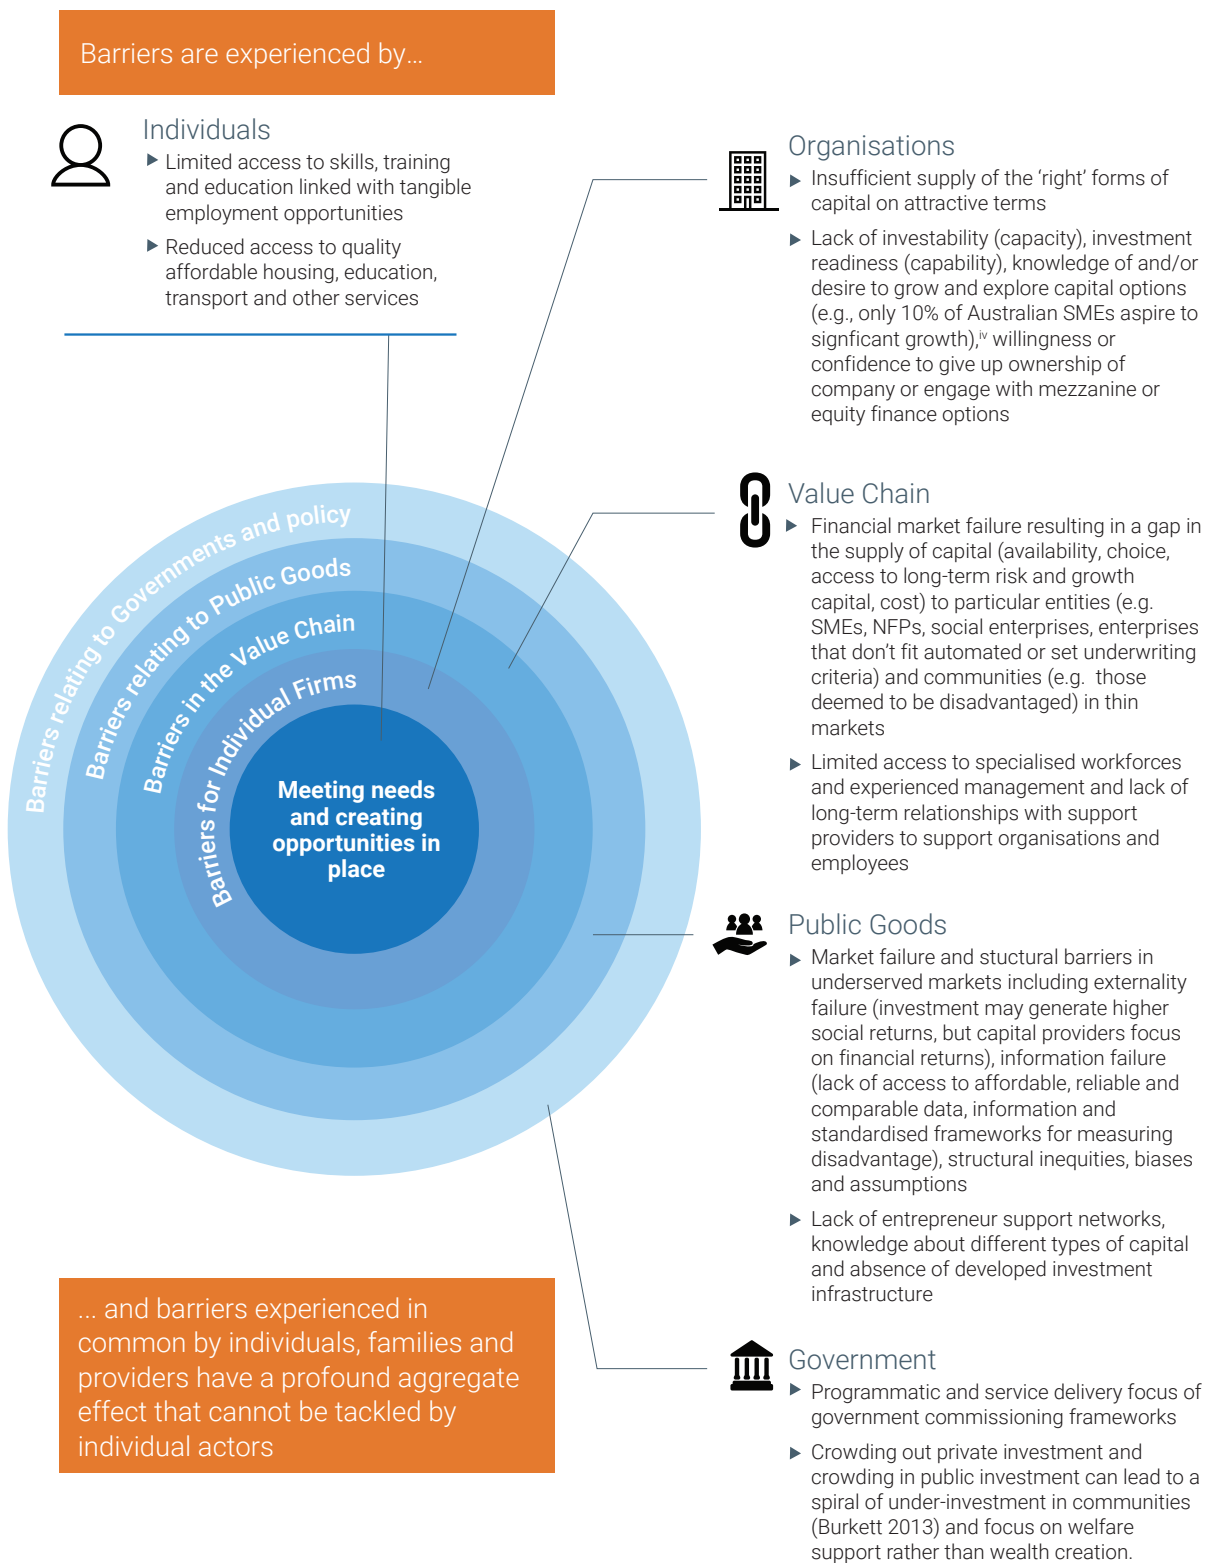 Barriers are experienced by...
Individuals
Limited access to skills, training
and education linked with tangible
employment opportunities
Reduced access to quality
affordable housing, education,
transport and other services
Organisations
Insufficient supply of the ‘right’ forms of
capital on attractive terms
Lack of investability (capacity), investment
readiness (capability), knowledge of and/or
desire to grow and explore capital options
(e.g., only 10% of Australian SMEs aspire to
signficant growth),iv willingness or
confidence to give up ownership of
company or engage with mezzanine or
equity finance options
Value Chain
Financial market failure resulting in a gap in
the supply of capital (availability, choice,
access to long-term risk and growth
capital, cost) to particular entities (e.g.
SMEs, NFPs, social enterprises, enterprises
that don’t fit automated or set underwriting
criteria) and communities (e.g. those
deemed to be disadvantaged) in thin
markets
Limited access to specialised workforces
and experienced management and lack of
long-term relationships with support
providers to support organisations and
employees
Public Goods
Market failure and stuctural barriers in
underserved markets including externality
failure (investment may generate higher
social returns, but capital providers focus
on financial returns), information failure
(lack of access to affordable, reliable and
comparable data, information and
standardised frameworks for measuring
disadvantage), structural inequities, biases
and assumptions
Lack of entrepreneur support networks,
knowledge about different types of capital
and absence of developed investment
infrastructure
Government
Programmatic and service delivery focus of
government commissioning frameworks
Crowding out private investment and
crowding in public investment can lead to a
spiral of under-investment in communities
(Burkett 2013) and focus on welfare
support rather than wealth creation.
Barriers relating to Governments and policy
Barriers relating to Public Goods
Barriers in the Value Chain
Barriers for Individual Firms
Meeting needs
and creating
opportunities in
place
... and barriers experienced in
common by individuals, families and
providers have a profound aggregate
effect that cannot be tackled by
individual actors